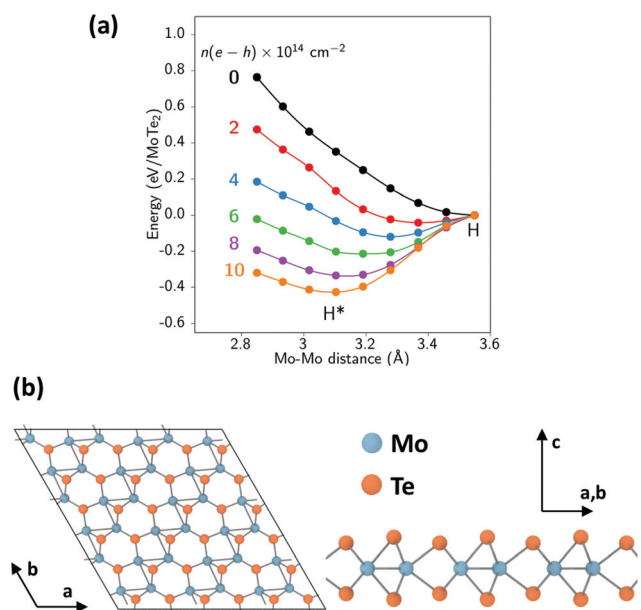 (a)
n(e − h) × 10¹⁴ cm⁻²
1.0
0.8
0.6
0.4
0.2
0.0
-0.2
-0.4
-0.6
Energy (eV/MoTe₂)
0
2
4
6
8
10
H
H*
2.8 3 3.2 3.4 3.6
Mo-Mo distance (Å)
(b)
Mo
Te
c
a,b
b
a